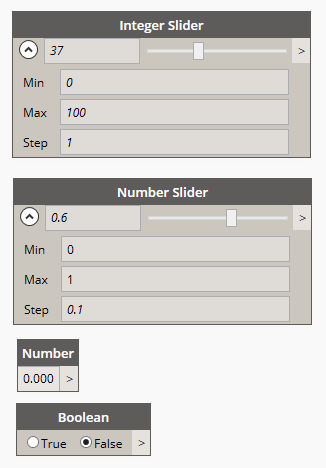 Integer Slider
37 >
Min 0
Max 100
Step 1
Number Slider
0.6 >
Min 0
Max 1
Step 0.1
Number
0.000 >
Boolean
True False >